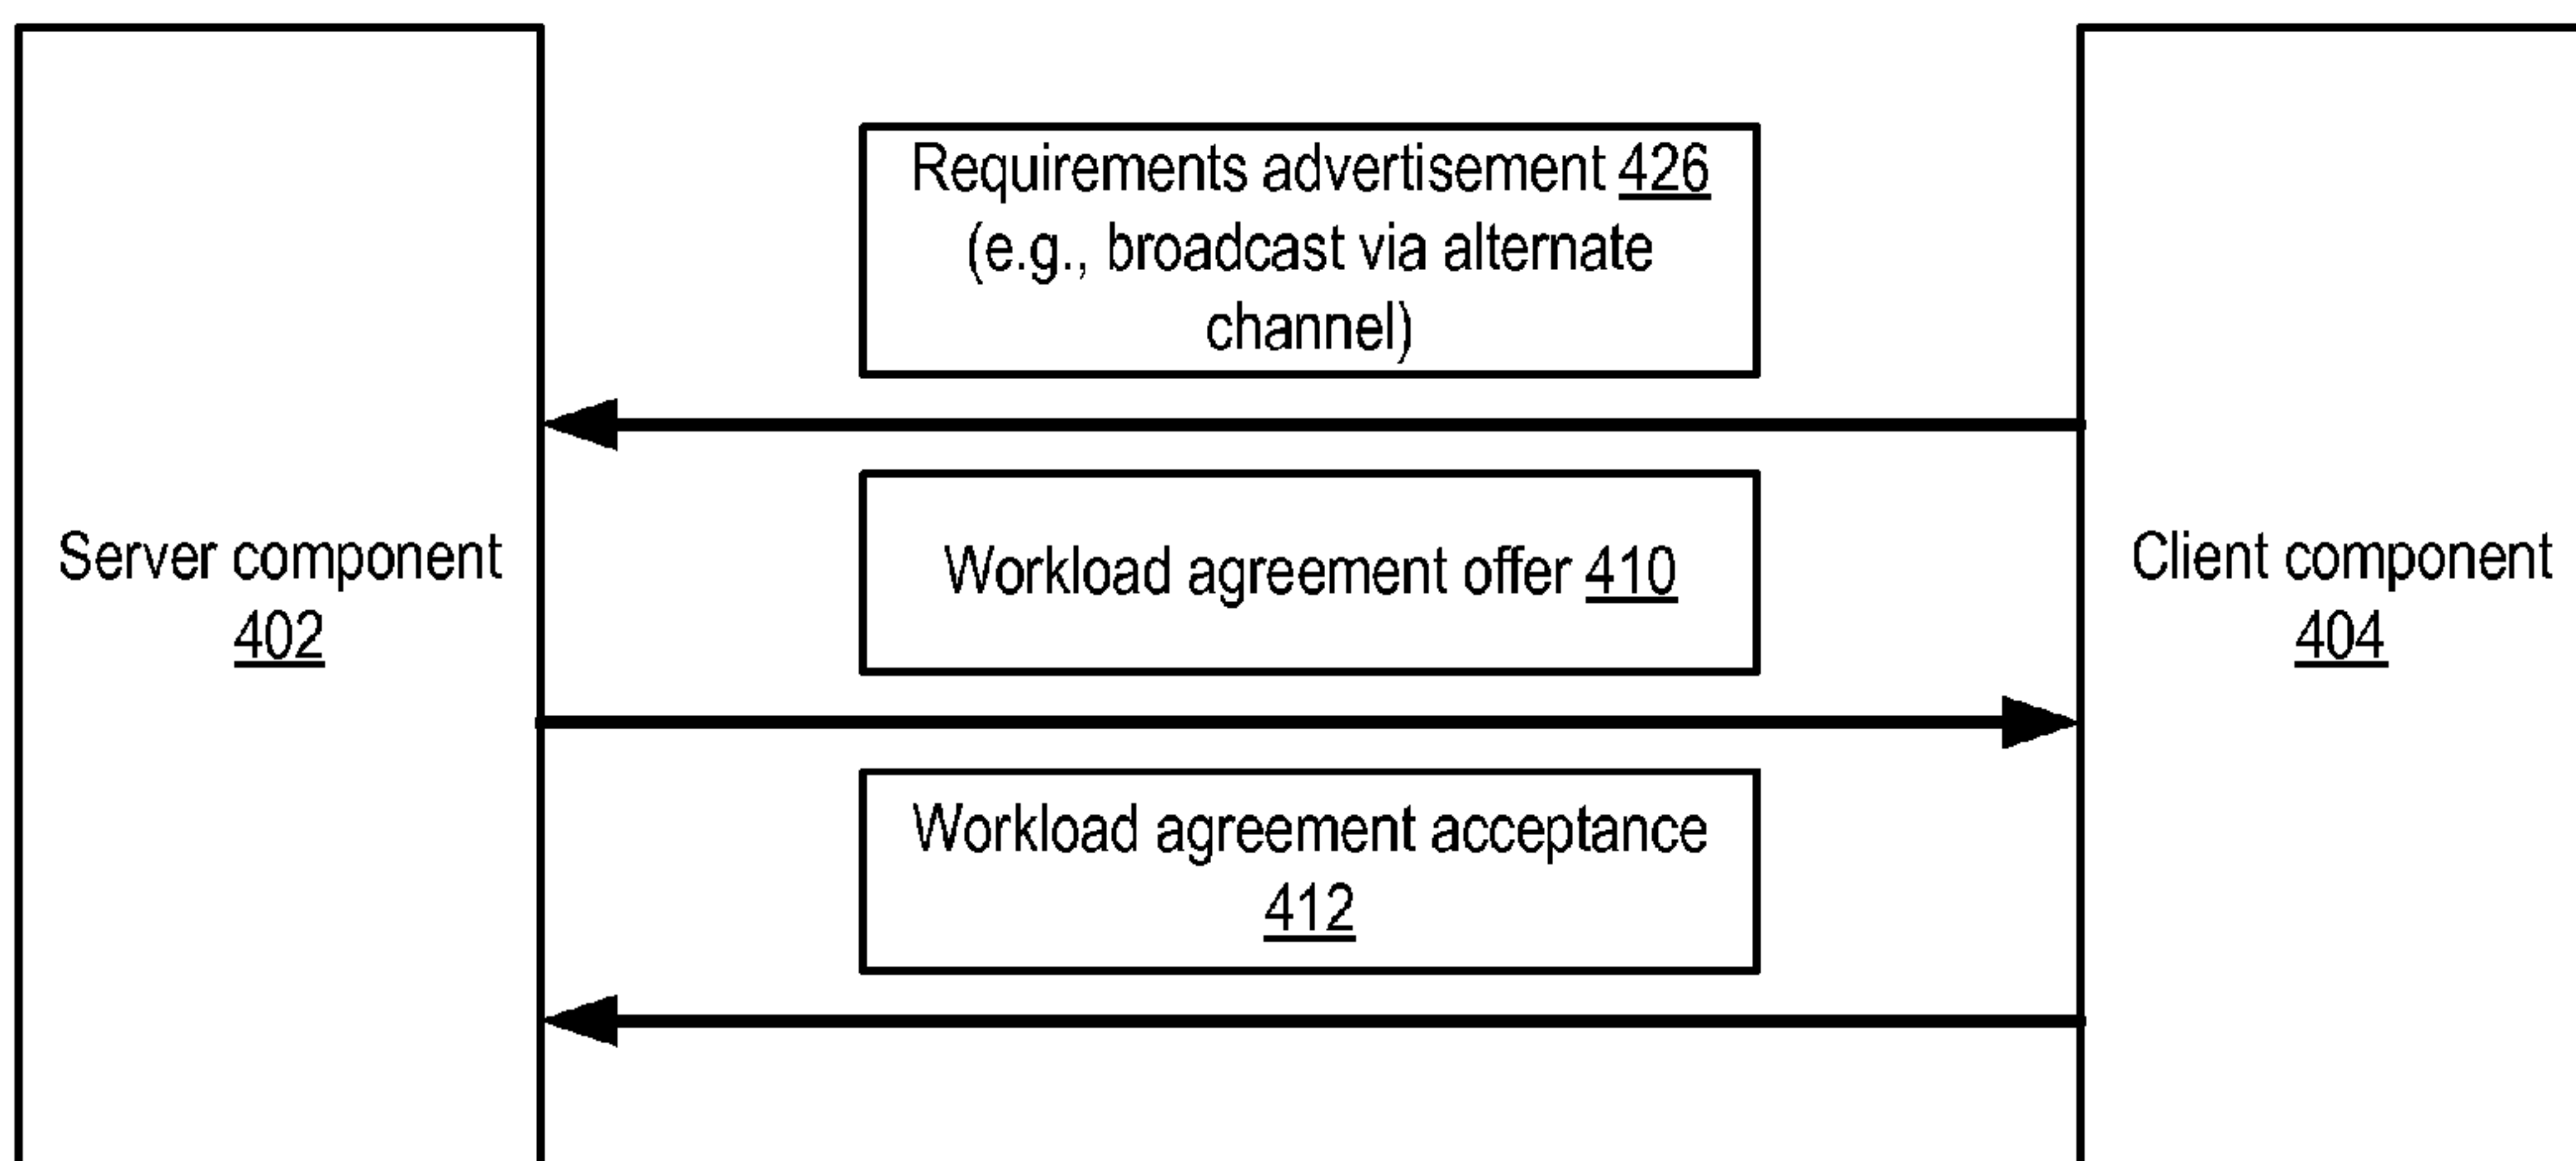 Requirements advertisement 426
(e.g., broadcast via alternate
channel)
Server component
402
Workload agreement offer 410
Client component
404
Workload agreement acceptance
412